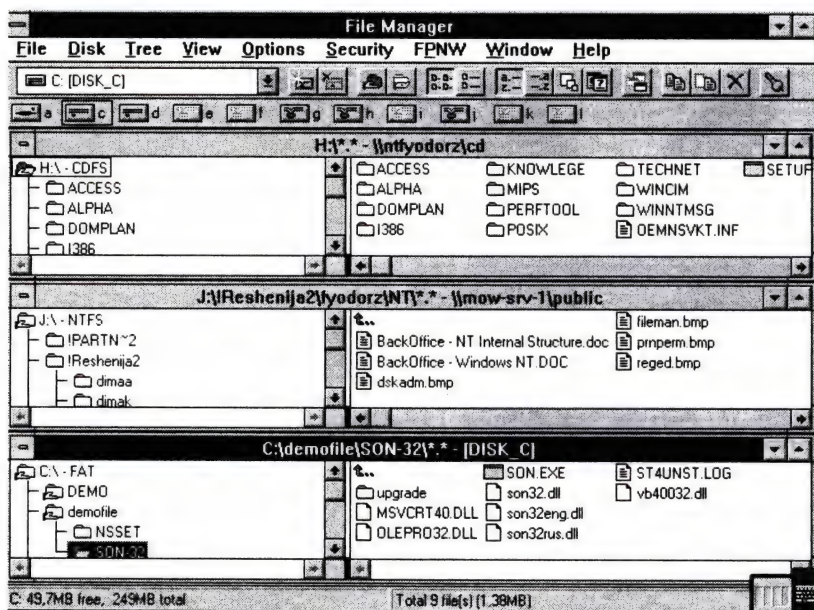 File Manager
File Disk Tree View Options Security FPNW Window Help
C: [DISK_C]
a c d e f g h i j k l
H:\*.* - \\ntfyodorz\cd
H:\ - CDFS
ACCESS
ALPHA
DOMPLAN
I386
ACCESS KNOWLEGE TECHNET SETUP
ALPHA MIPS WINCIM
DOMPLAN PERFTOOL WINNTMSG
I386 POSIX OEMNSVKT.INF
J:\!Reshenija2\fyodorz\NT\*.* - \\mow-srv-1\public
J:\ - NTFS
!PARTN~2
!Reshenija2
dimaa
dimak
.. fileman.bmp
BackOffice - NT Internal Structure.doc prnperm.bmp
BackOffice - Windows NT.DOC reged.bmp
dskadm.bmp
C:\demofile\SON-32\*.* - [DISK_C]
C:\ - FAT
DEMO
demofile
NSSET
SON-32
.. SON.EXE ST4UNST.LOG
upgrade son32.dll vb40032.dll
MSVCRT40.DLL son32eng.dll
OLEPRO32.DLL son32rus.dll
C: 49,7MB free, 249MB total Total 9 file(s) (1,38MB)